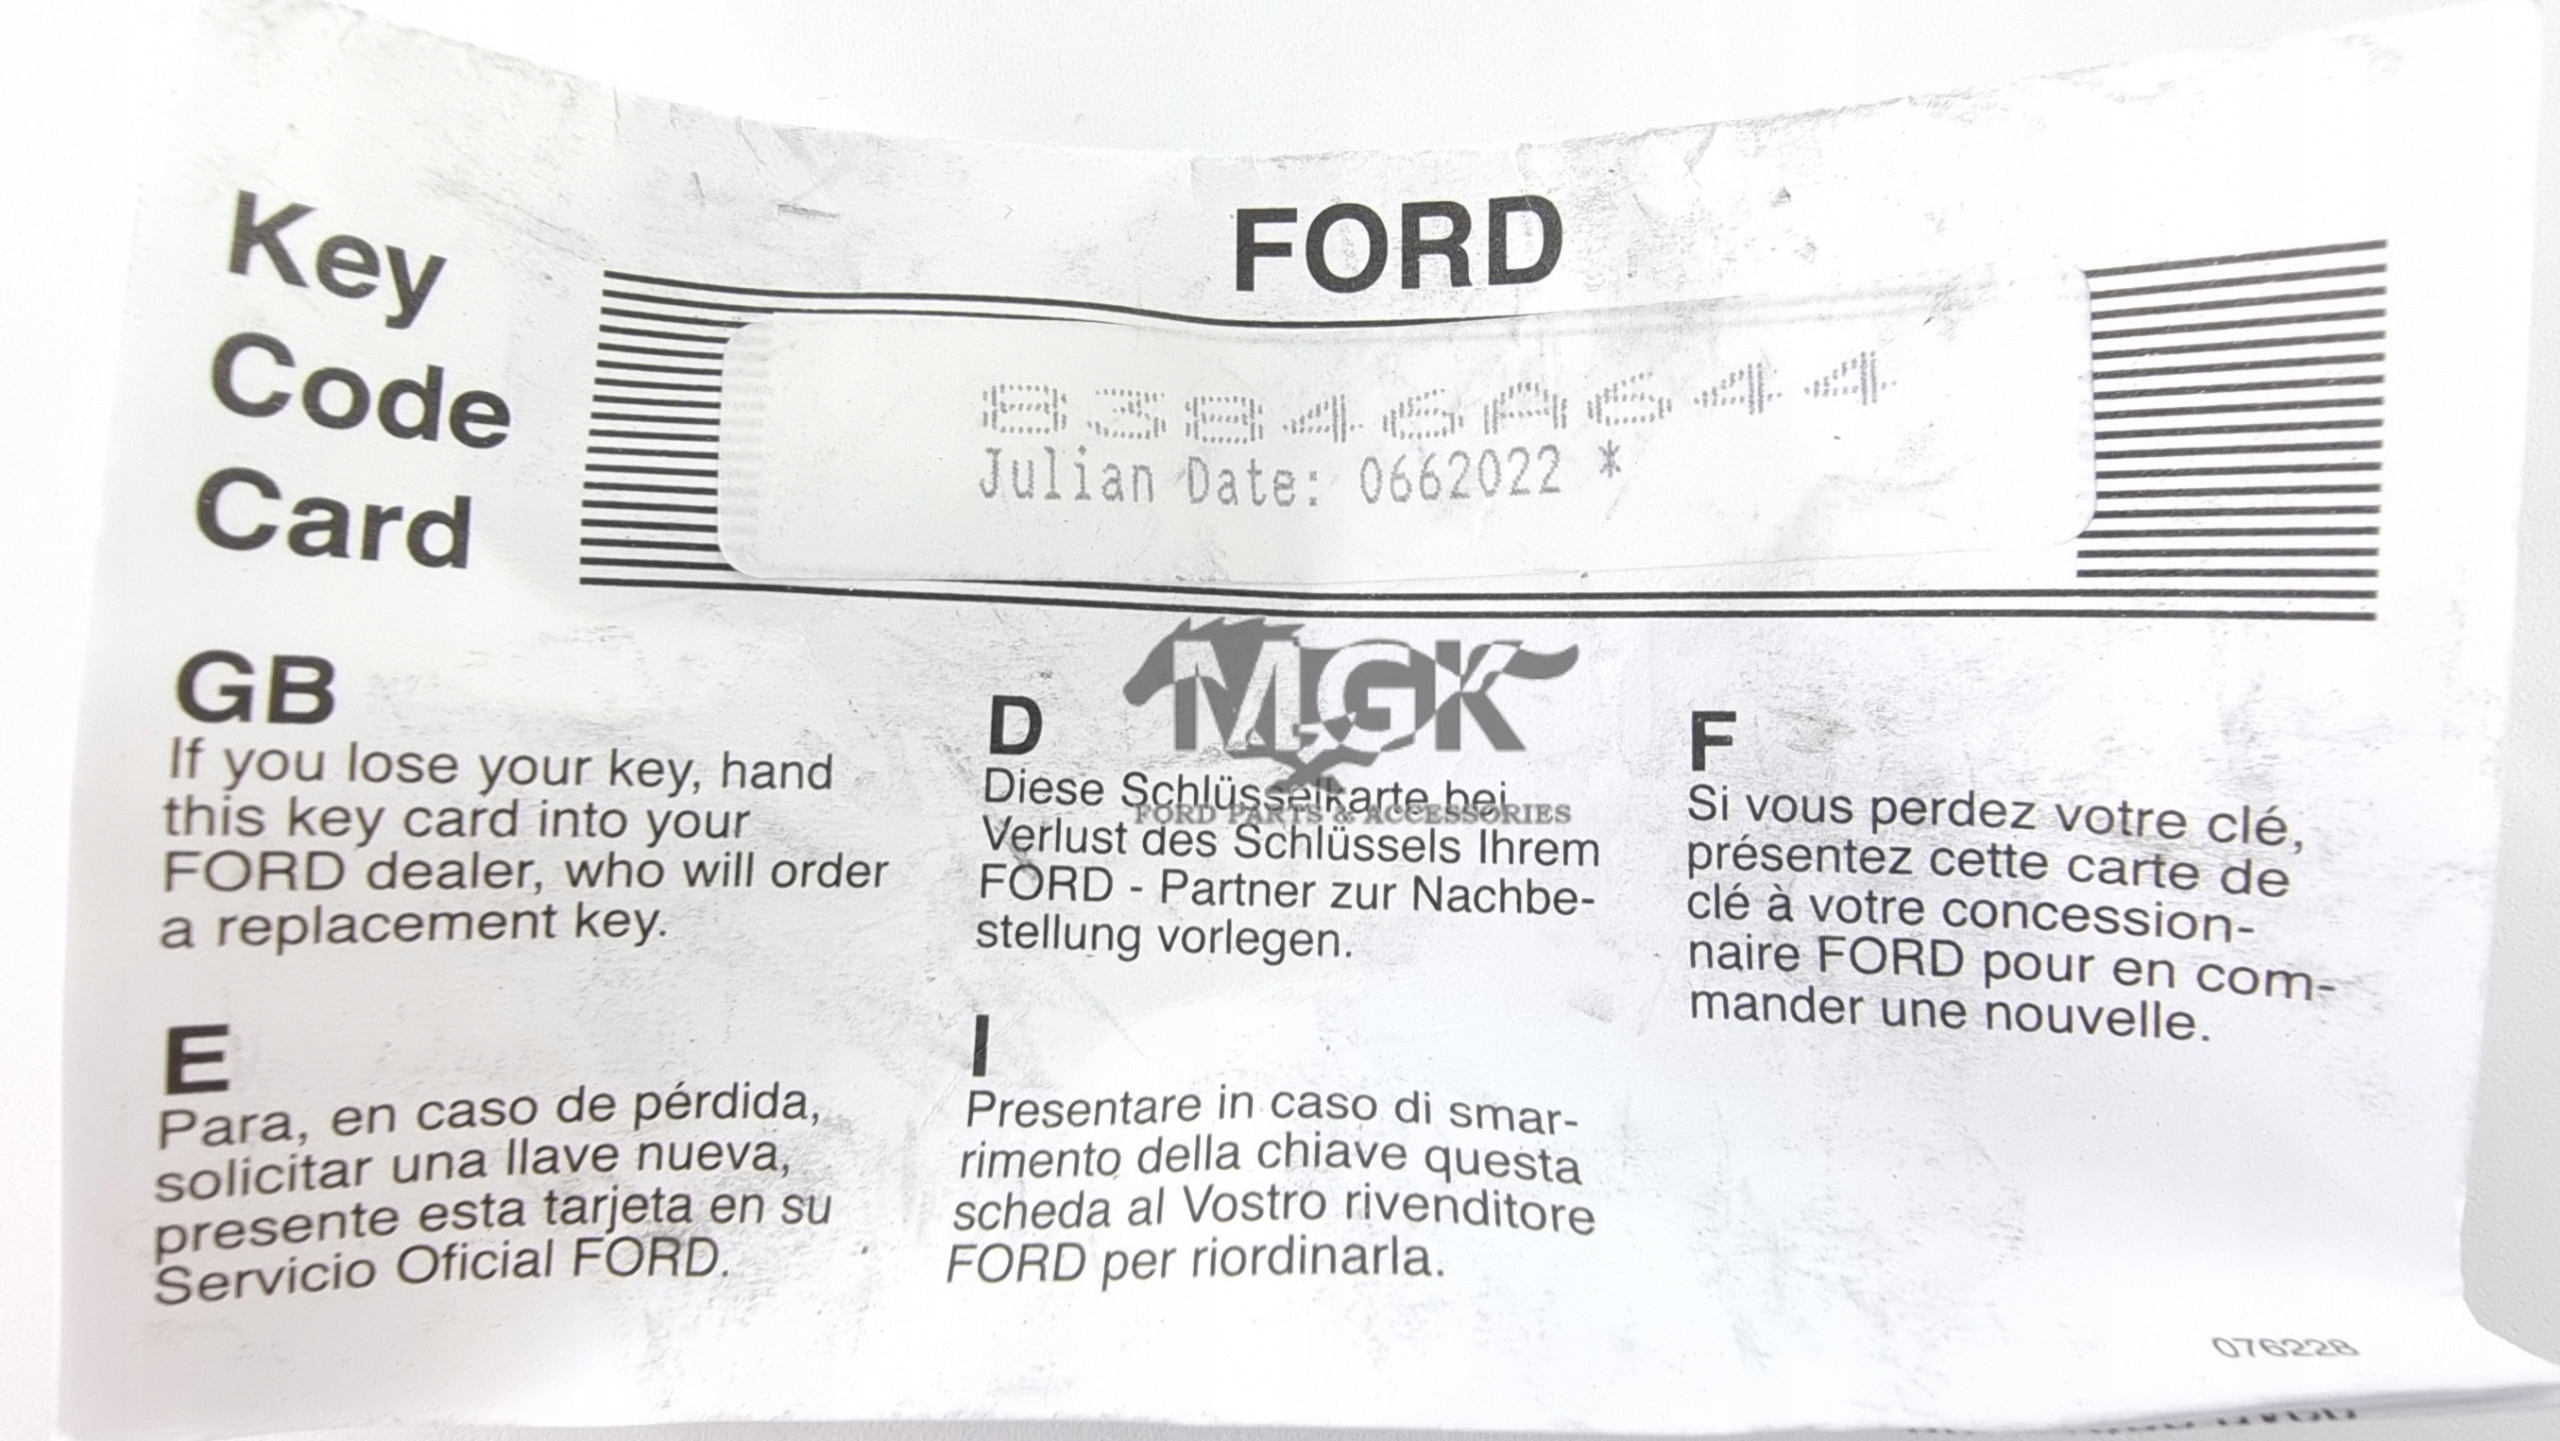 Key
Code
Card
FORD
83846A644
Julian Date: 0662022 *
MGK
FORD PARTS & ACCESSORIES
GB
If you lose your key, hand
this key card into your
FORD dealer, who will order
a replacement key.
D
Diese Schlüsselkarte bei
Verlust des Schlüssels Ihrem
FORD - Partner zur Nachbe-
stellung vorlegen.
F
Si vous perdez votre clé,
présentez cette carte de
clé à votre concession-
naire FORD pour en com-
mander une nouvelle.
E
Para, en caso de pérdida,
solicitar una llave nueva,
presente esta tarjeta en su
Servicio Oficial FORD.
I
Presentare in caso di smar-
rimento della chiave questa
scheda al Vostro rivenditore
FORD per riordinarla.
076228